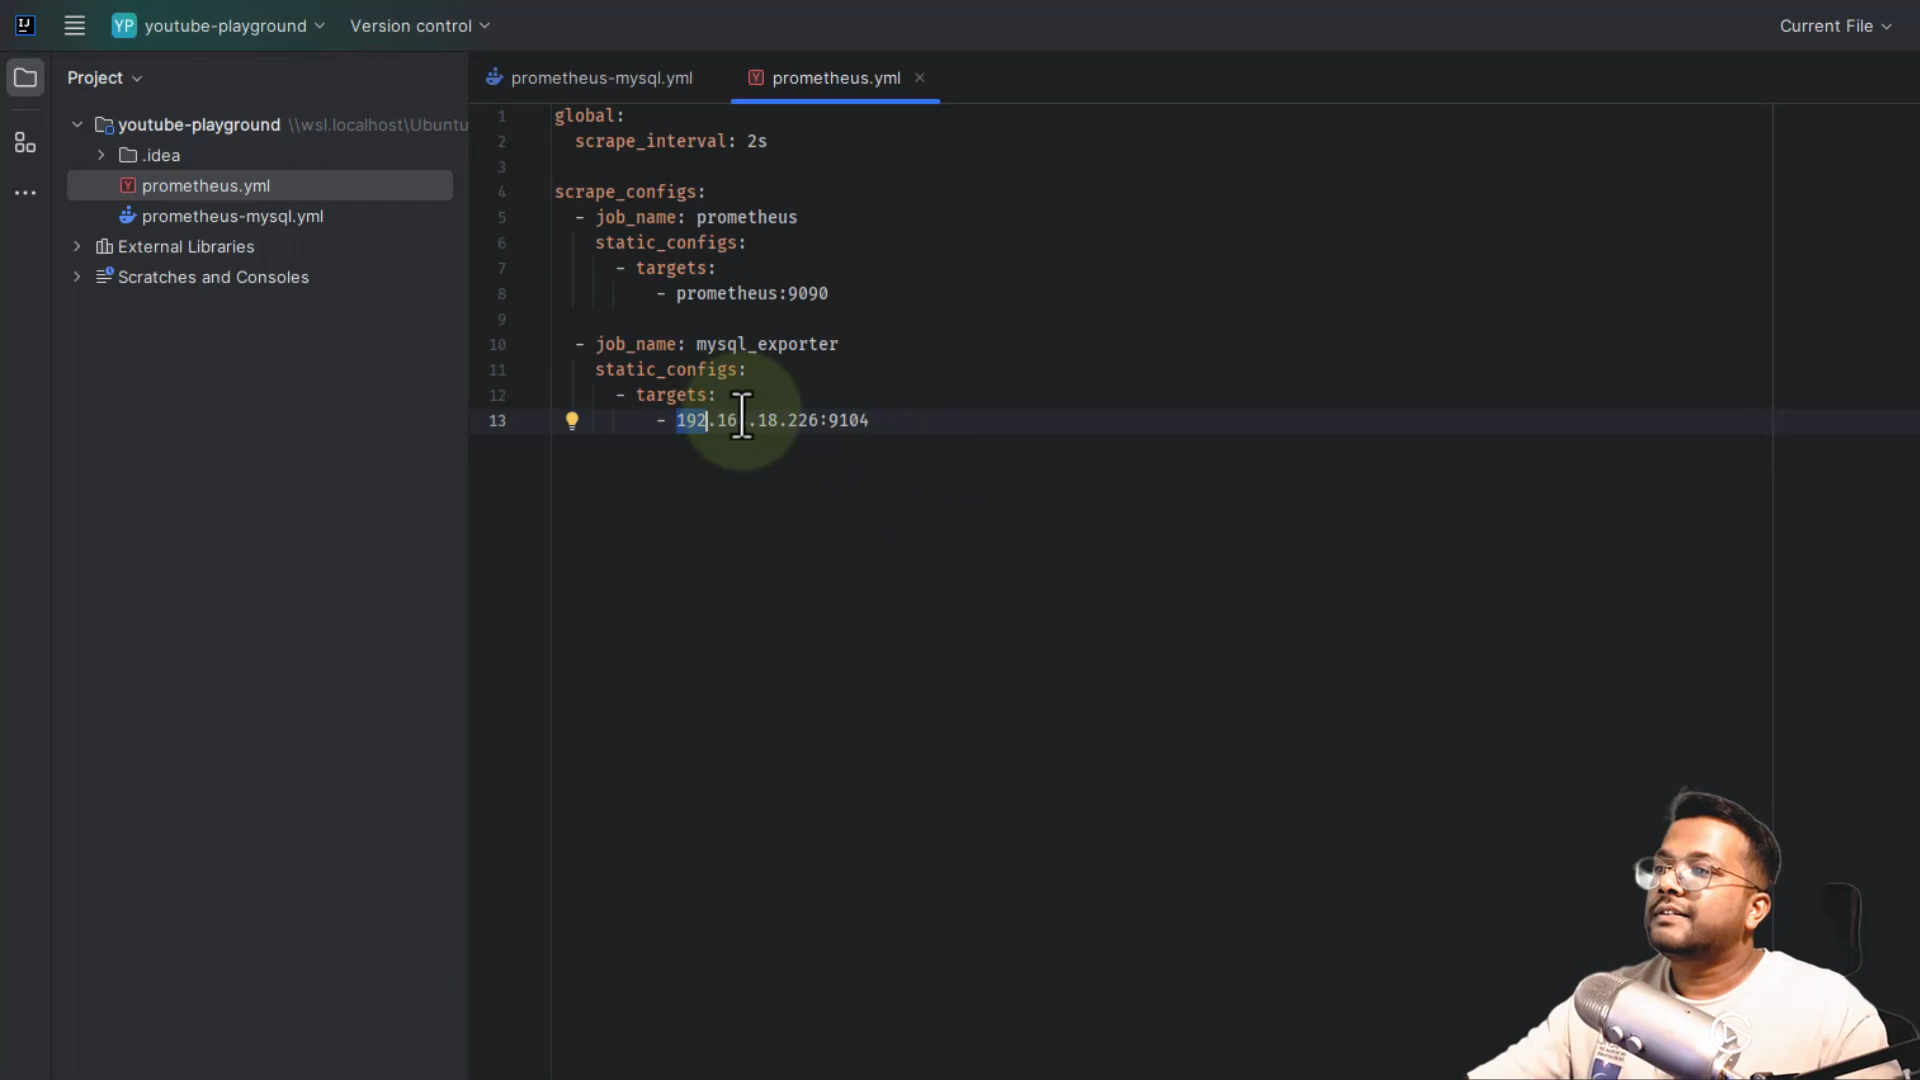 IJ
YP youtube-playground Version control Current File
Project
prometheus-mysql.yml prometheus.yml
youtube-playground \\wsl.localhost\Ubuntu
.idea
prometheus.yml
prometheus-mysql.yml
External Libraries
Scratches and Consoles
1 global:
2 scrape_interval: 2s
3
4 scrape_configs:
5 - job_name: prometheus
6 static_configs:
7 - targets:
8 - prometheus:9090
9
10 - job_name: mysql_exporter
11 static_configs:
12 - targets:
13 - 192.16 .18.226:9104